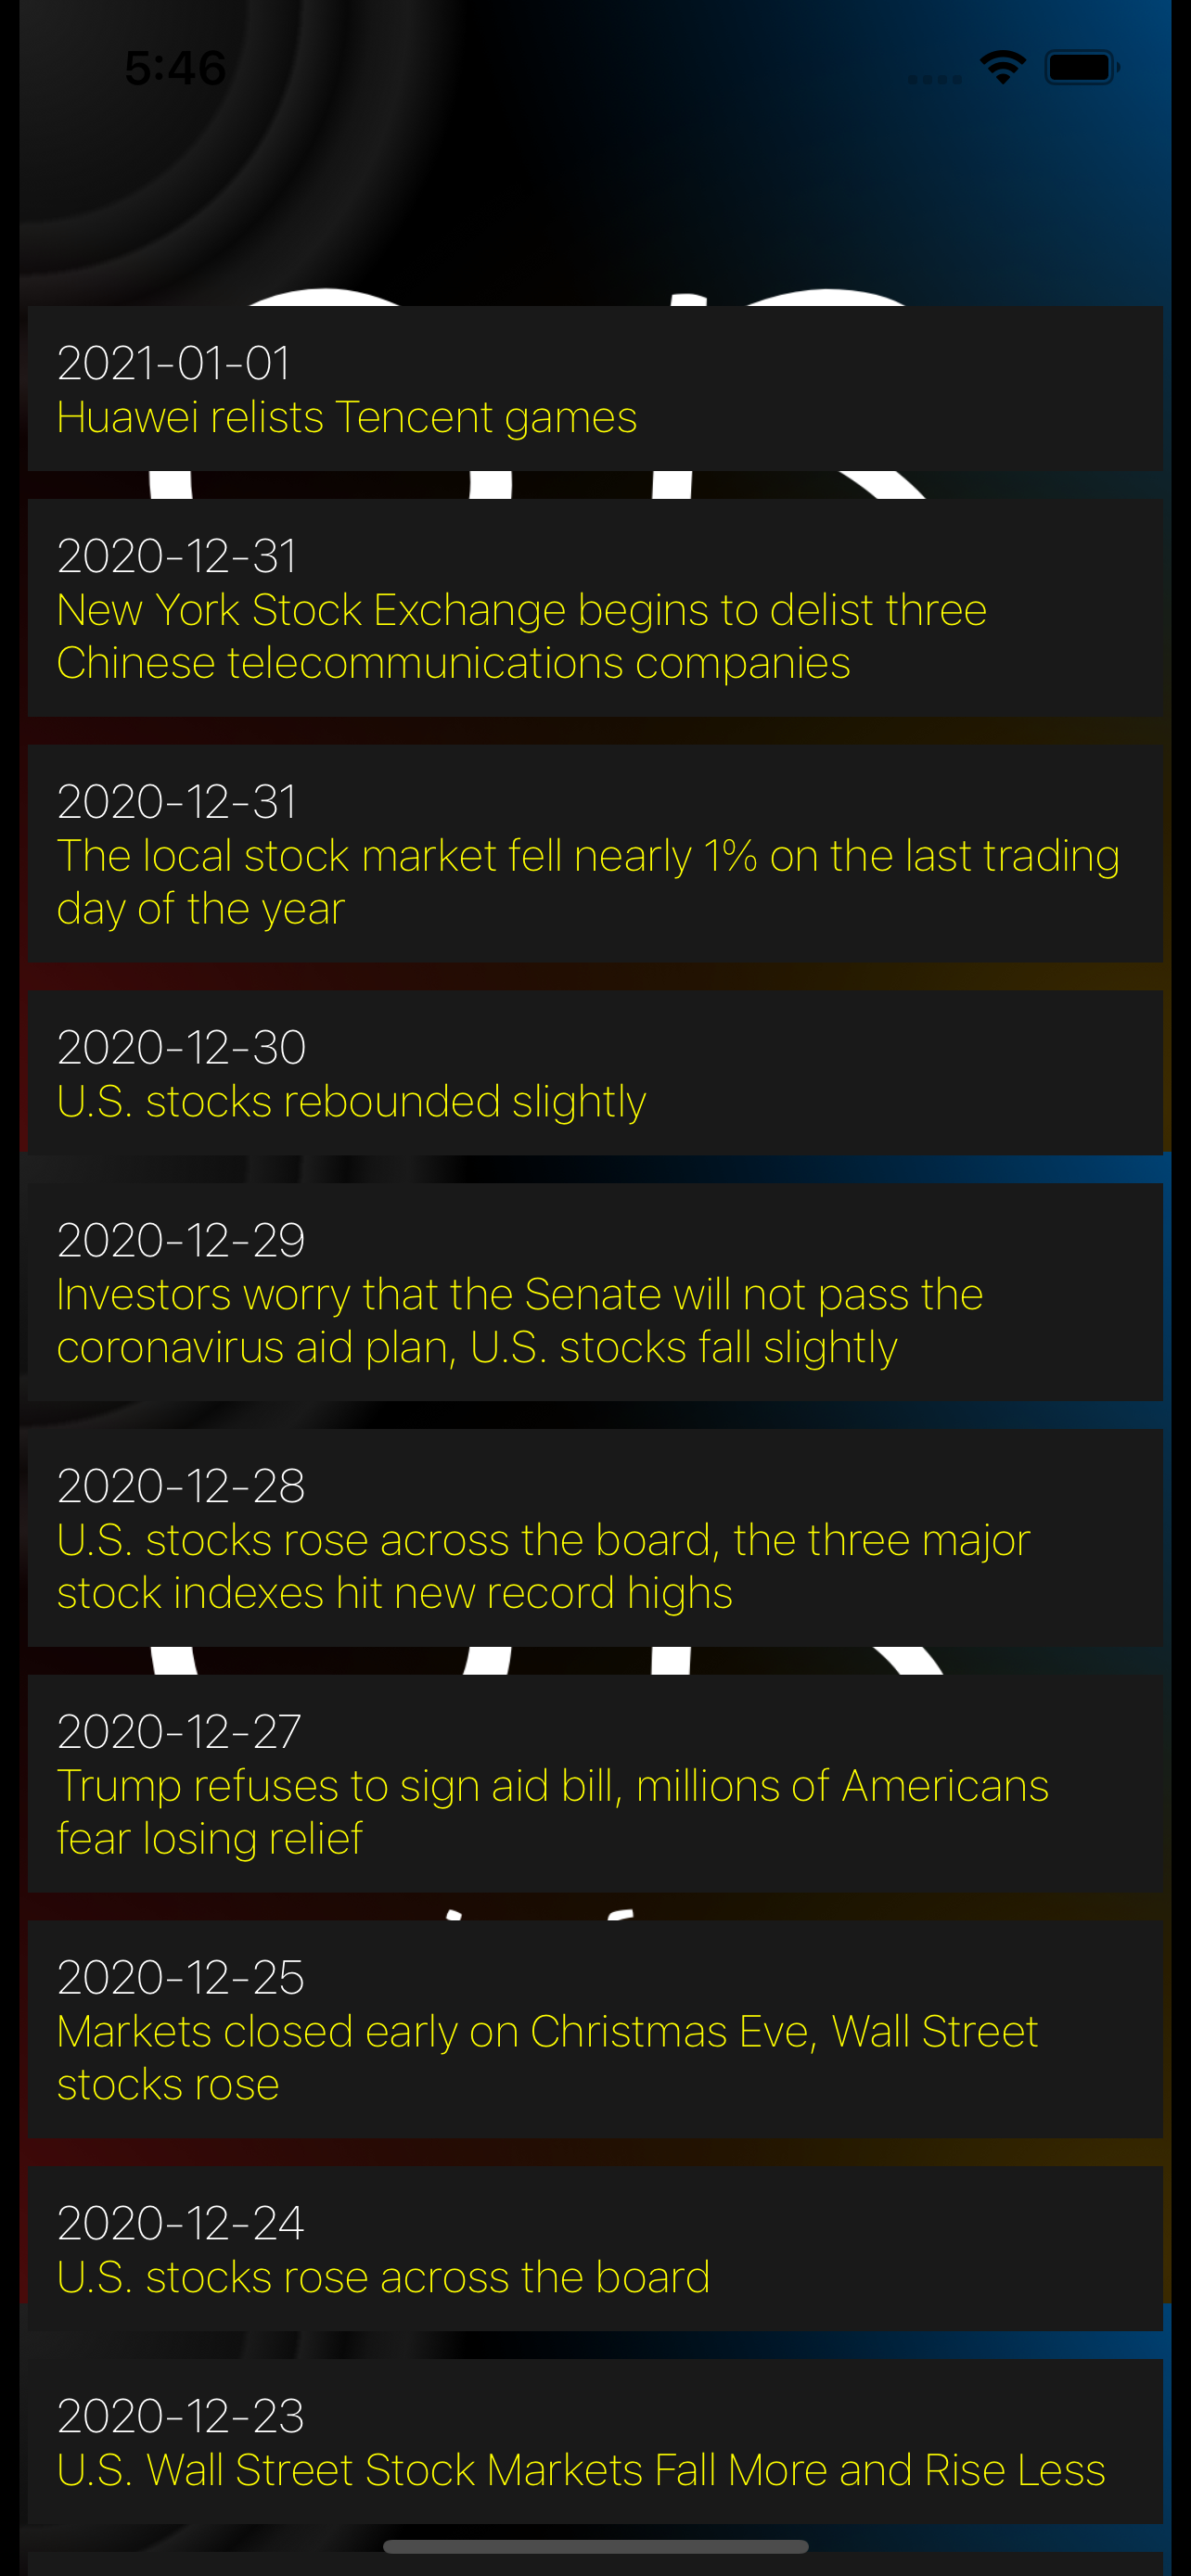 5:46
2021-01-01
Huawei relists Tencent games
2020-12-31
New York Stock Exchange begins to delist three
Chinese telecommunications companies
2020-12-31
The local stock market fell nearly 1% on the last trading
day of the year
2020-12-30
U.S. stocks rebounded slightly
2020-12-29
Investors worry that the Senate will not pass the
coronavirus aid plan, U.S. stocks fall slightly
2020-12-28
U.S. stocks rose across the board, the three major
stock indexes hit new record highs
2020-12-27
Trump refuses to sign aid bill, millions of Americans
fear losing relief
2020-12-25
Markets closed early on Christmas Eve, Wall Street
stocks rose
2020-12-24
U.S. stocks rose across the board
2020-12-23
U.S. Wall Street Stock Markets Fall More and Rise Less